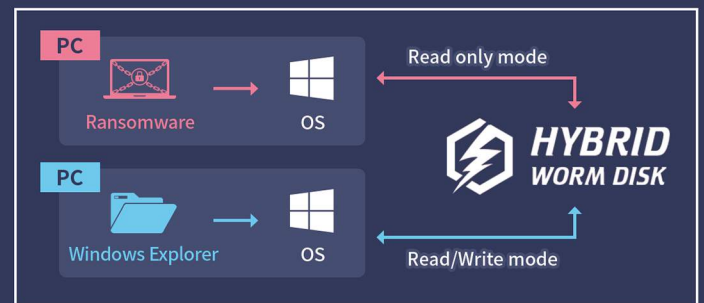 PC
Ransomware
OS
Read only mode
HYBRID
WORM DISK
PC
Windows Explorer
OS
Read/Write mode